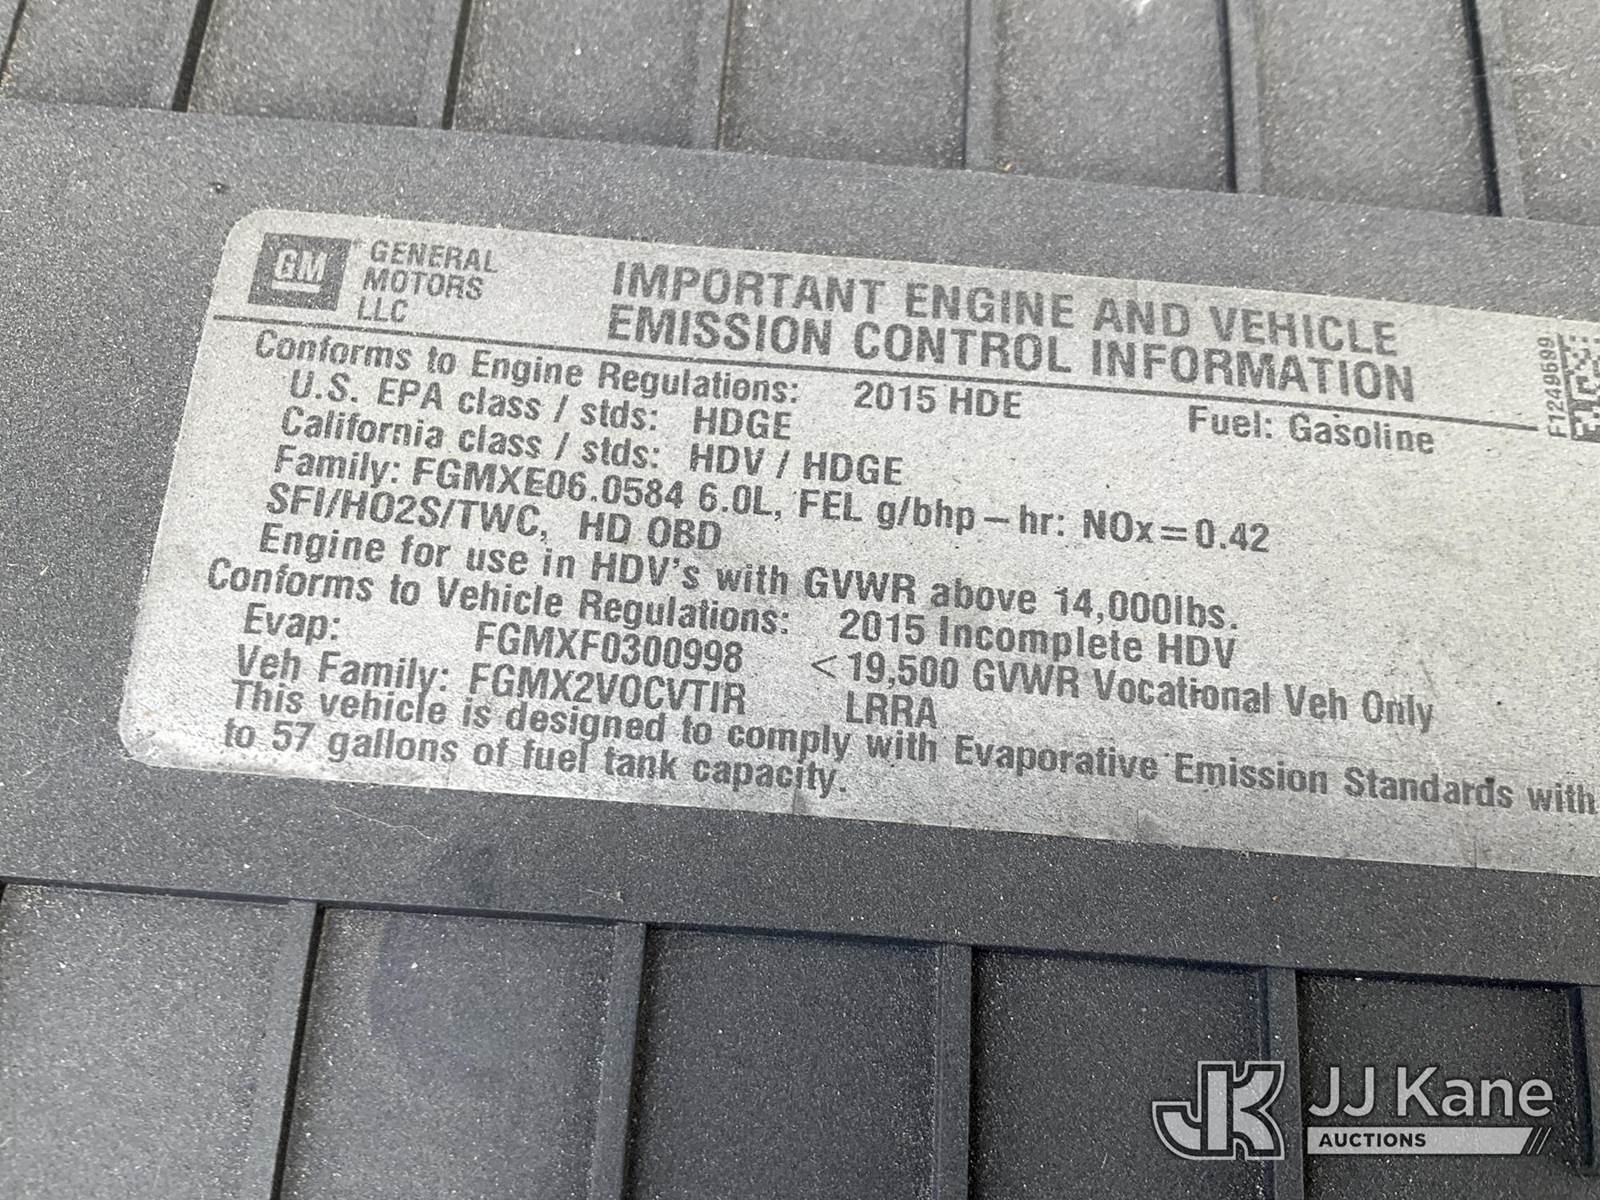 GM
GENERAL
MOTORS
LLC
IMPORTANT ENGINE AND VEHICLE
EMISSION CONTROL INFORMATION
Conforms to Engine Regulations: 2015 HDE Fuel: Gasoline
U.S. EPA class / stds: HDGE
California class / stds: HDV / HDGE
Family: FGMXE06.0584 6.0L, FEL g/bhp – hr: NOx = 0.42
SFI/HO2S/TWC, HD OBD
Engine for use in HDV's with GVWR above 14,000lbs.
Conforms to Vehicle Regulations: 2015 Incomplete HDV
Evap: FGMXF0300998 < 19,500 GVWR Vocational Veh Only
Veh Family: FGMX2VOCVTIR LRRA
This vehicle is designed to comply with Evaporative Emission Standards with
to 57 gallons of fuel tank capacity.
F1249599
JK JJ Kane
AUCTIONS